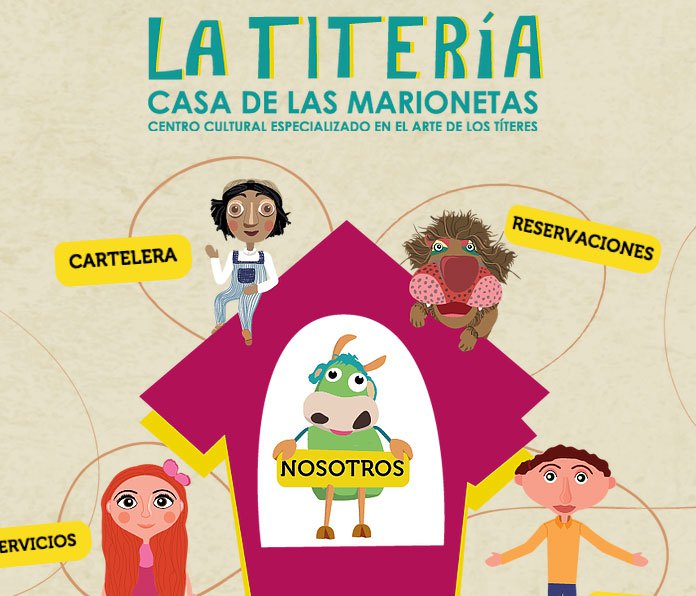 LA TITERÍA
CASA DE LAS MARIONETAS
CENTRO CULTURAL ESPECIALIZADO EN EL ARTE DE LOS TÍTERES
CARTELERA
RESERVACIONES
NOSOTROS
ERVICIOS